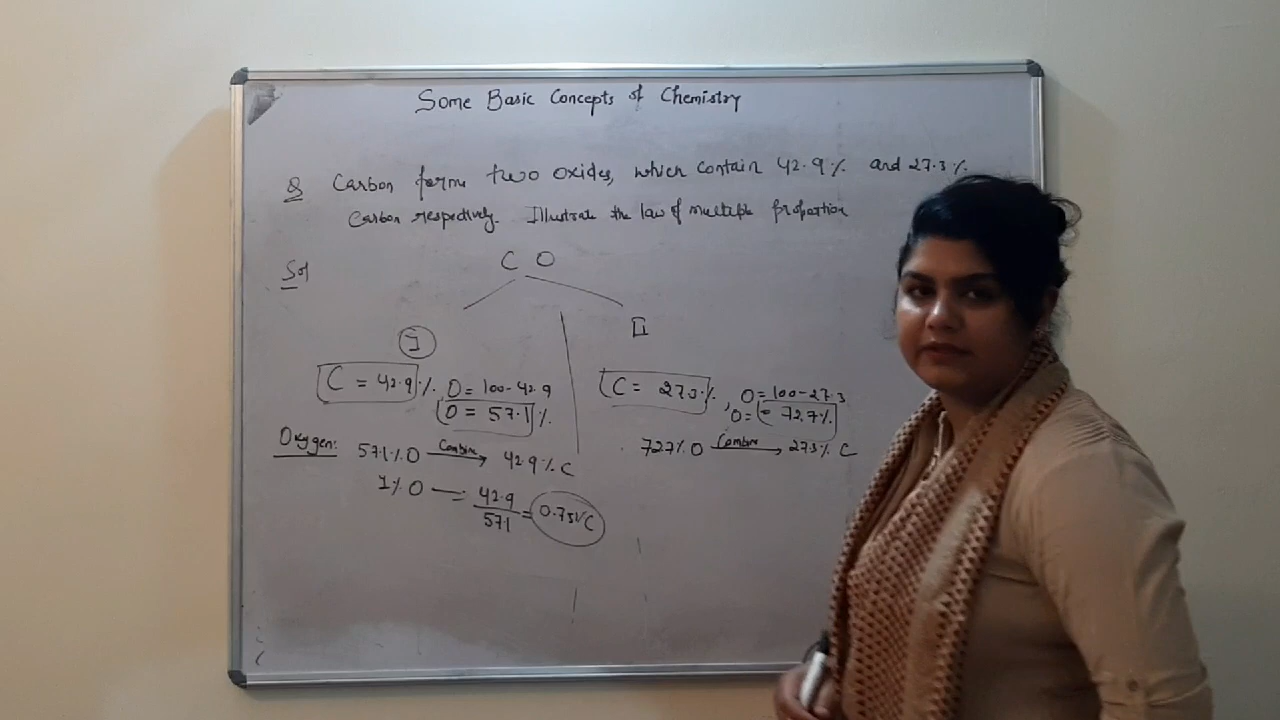 Some Basic Concepts of Chemistry
Q Carbon forms two oxides, which contain 42.9% and 27.3%
Carbon respectively. Illustrate the law of multiple proportion
Sol
C O
I
II
C = 42.9%, O = 100-42.9
O = 57.1%
C = 27.3%, O = 100-27.3
O = 72.7%
Oxygen: 57.1% O Combine 42.9% C
72.7% O Combine 27.3% C
1% O
42.9
571
= 0.751 C